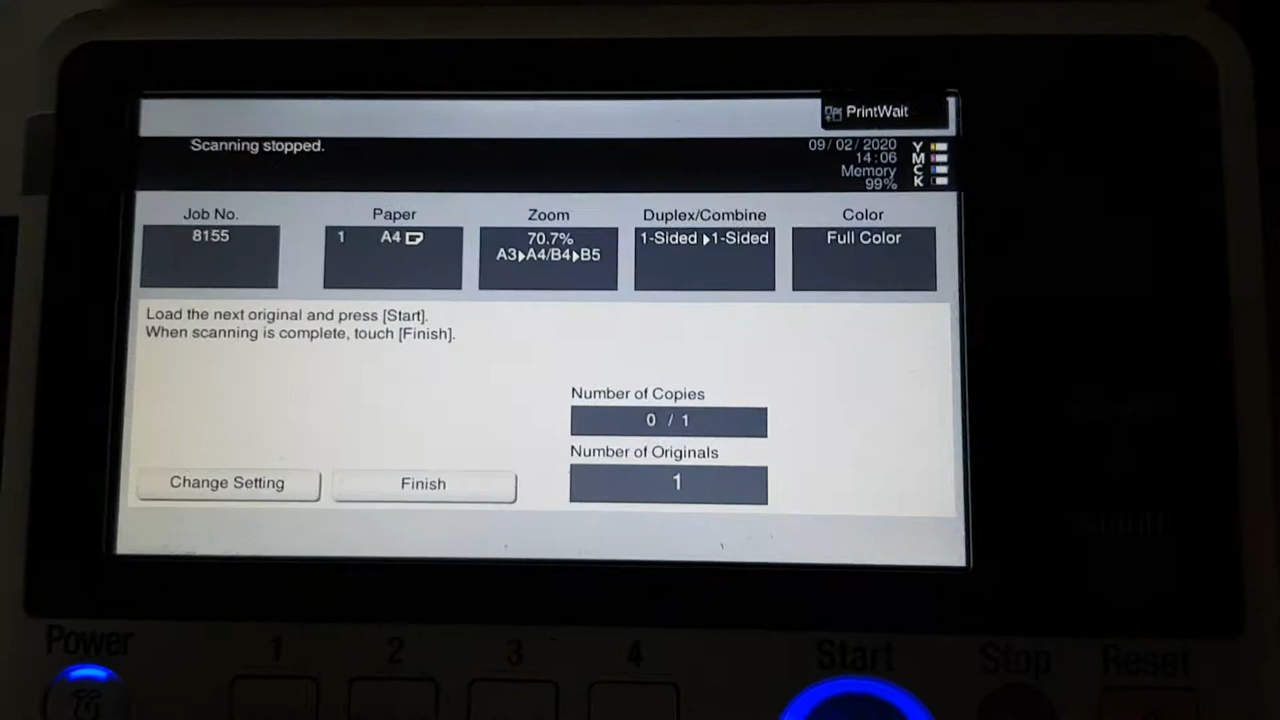 PrintWait
Scanning stopped.
09/02/2020
14:06
Memory
99%
Y
M
C
K
Job No.
Paper
Zoom
Duplex/Combine
Color
8155
1 A4
70.7%
A3▶A4/B4▶B5
1-Sided ▶1-Sided
Full Color
Load the next original and press [Start].
When scanning is complete, touch [Finish].
Number of Copies
0 / 1
Number of Originals
1
Change Setting
Finish
Power
1
2
3
4
Start
Stop
Reset